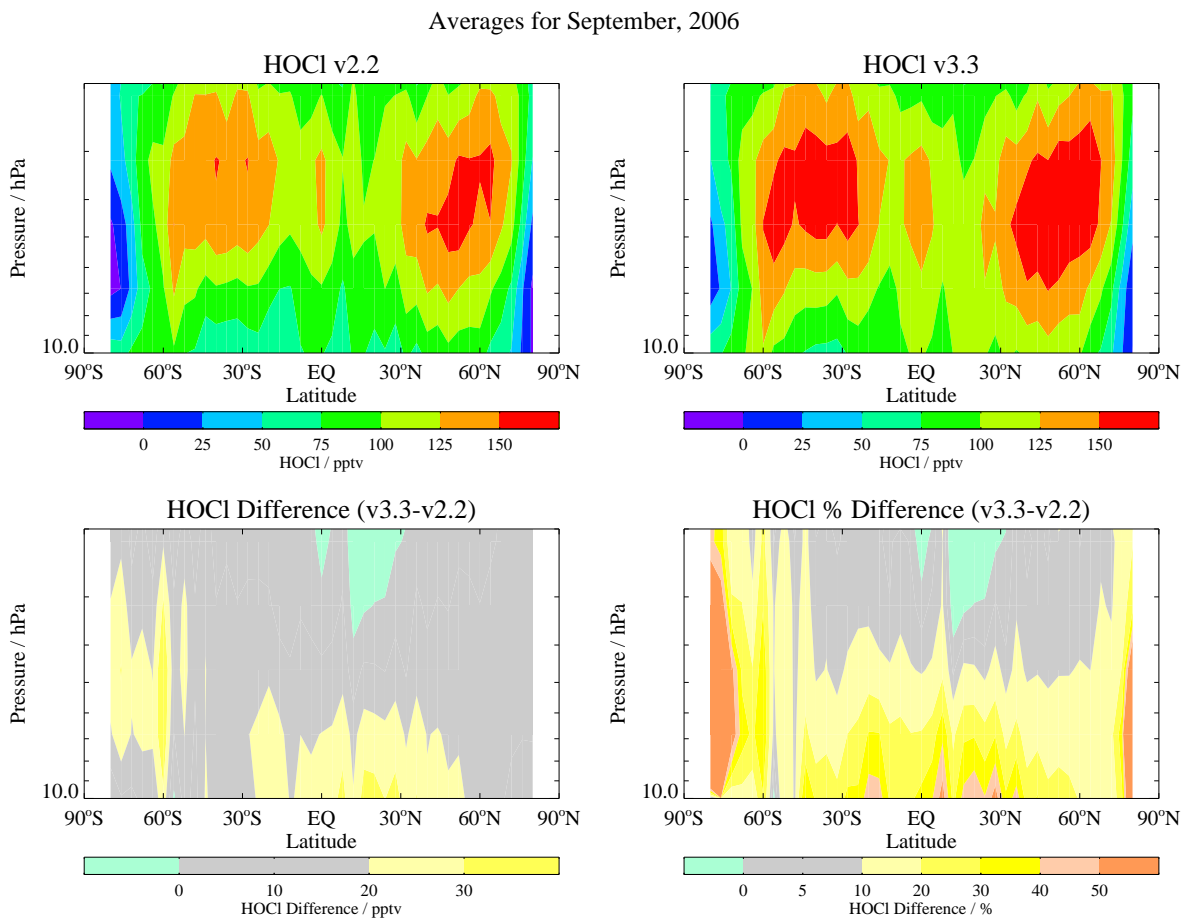 Averages for September, 2006
HOCl v2.2
HOCl v3.3
Pressure / hPa
10.0
90°S 60°S 30°S EQ 30°N 60°N 90°N
Latitude
0 25 50 75 100 125 150
HOCl / pptv
Pressure / hPa
10.0
90°S 60°S 30°S EQ 30°N 60°N 90°N
Latitude
0 25 50 75 100 125 150
HOCl / pptv
HOCl Difference (v3.3-v2.2)
HOCl % Difference (v3.3-v2.2)
Pressure / hPa
10.0
90°S 60°S 30°S EQ 30°N 60°N 90°N
Latitude
0 10 20 30
HOCl Difference / pptv
Pressure / hPa
10.0
90°S 60°S 30°S EQ 30°N 60°N 90°N
Latitude
0 5 10 20 30 40 50
HOCl Difference / %